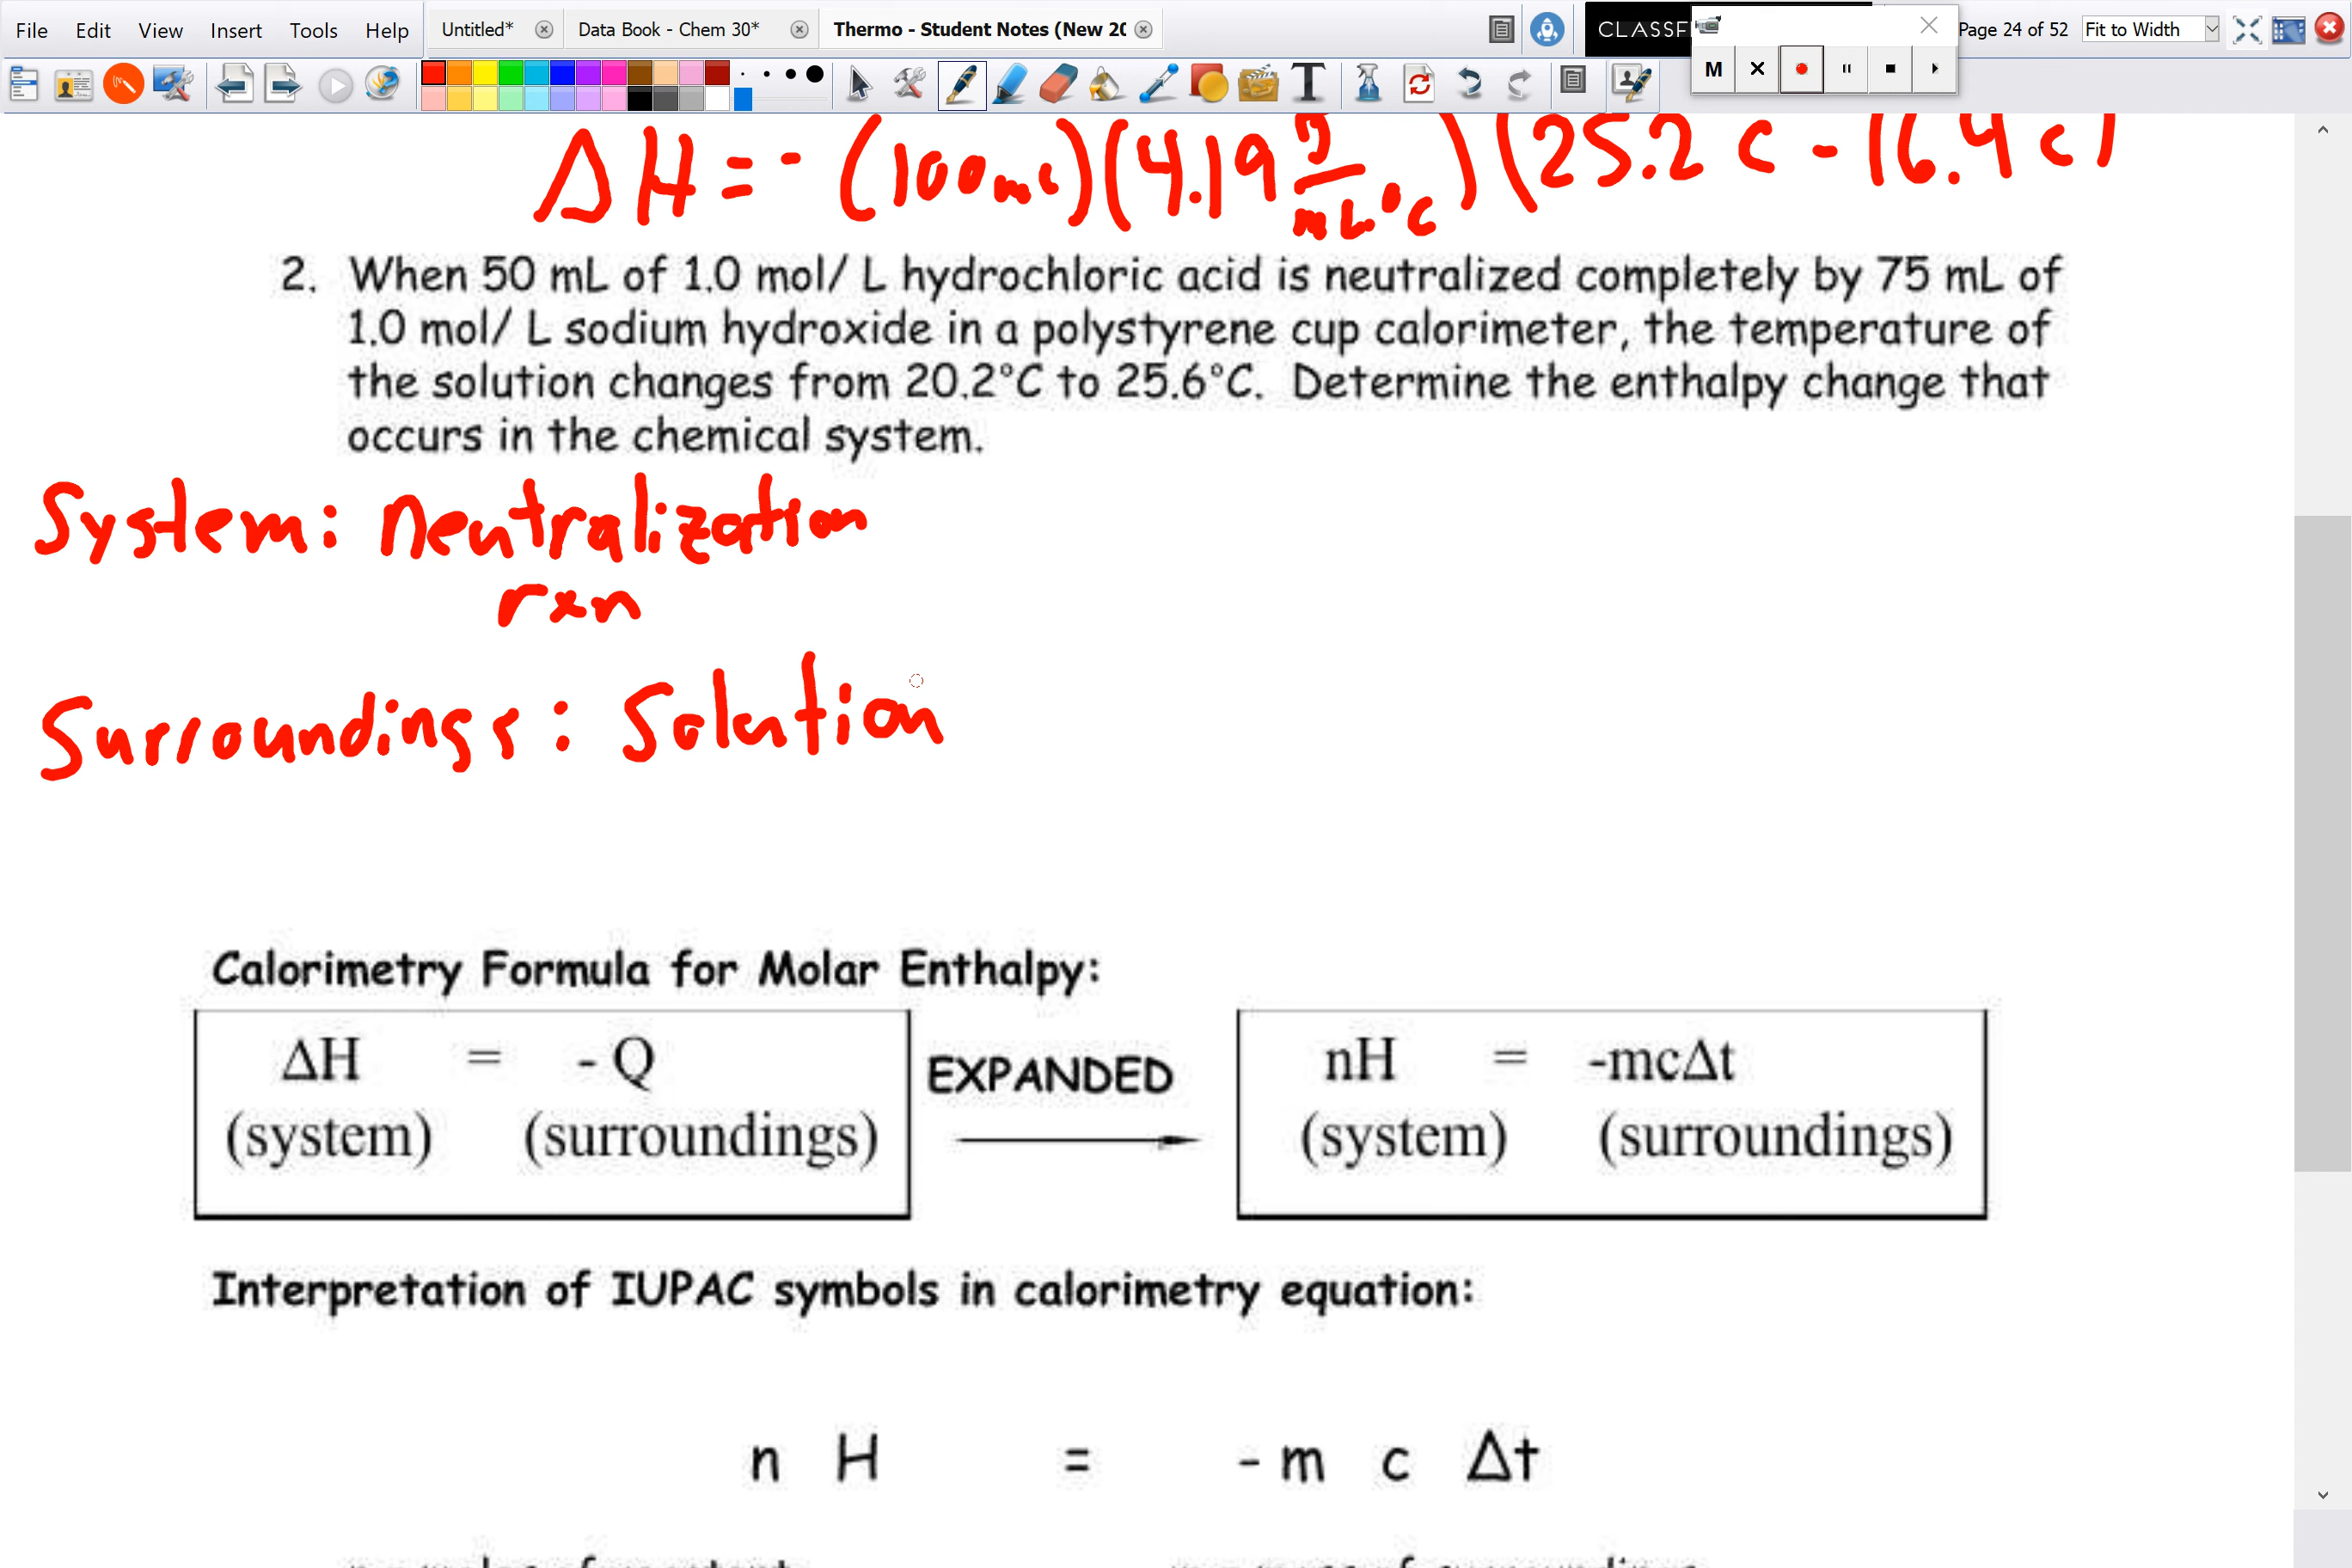 File Edit View Insert Tools Help Untitled* Data Book - Chem 30* Thermo - Student Notes (New 20 CLASSF Page 24 of 52 Fit to Width
M
ΔH = - (100mL)(4.19 J/mL°C)(25.2 C - 16.4 C)
2. When 50 mL of 1.0 mol/ L hydrochloric acid is neutralized completely by 75 mL of
1.0 mol/ L sodium hydroxide in a polystyrene cup calorimeter, the temperature of
the solution changes from 20.2°C to 25.6°C. Determine the enthalpy change that
occurs in the chemical system.
System: neutralization
rxn
Surroundings: Solution
Calorimetry Formula for Molar Enthalpy:
ΔH = - Q
(system) (surroundings)
EXPANDED
nH = -mcΔt
(system) (surroundings)
Interpretation of IUPAC symbols in calorimetry equation:
n H = - m c Δt